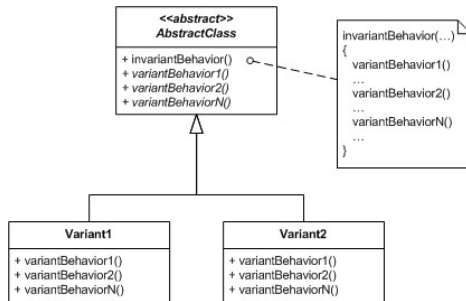 <<abstract>>
AbstractClass
+ invariantBehavior()
+ variantBehavior1()
+ variantBehavior2()
+ variantBehaviorN()
invariantBehavior(…)
{
variantBehavior1()
…
variantBehavior2()
…
variantBehaviorN()
…
}
Variant1
+ variantBehavior1()
+ variantBehavior2()
+ variantBehaviorN()
Variant2
+ variantBehavior1()
+ variantBehavior2()
+ variantBehaviorN()